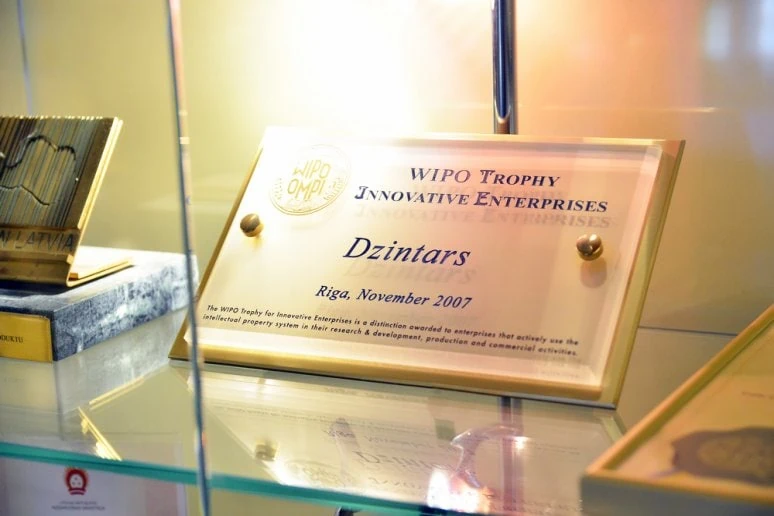 WIPO
OMPI
WIPO TROPHY
INNOVATIVE ENTERPRISES
Dzintars
Riga, November 2007
The WIPO Trophy for Innovative Enterprises is a distinction awarded to enterprises that actively use the
intellectual property system in their research & development, production and commercial activities.
LATVIA